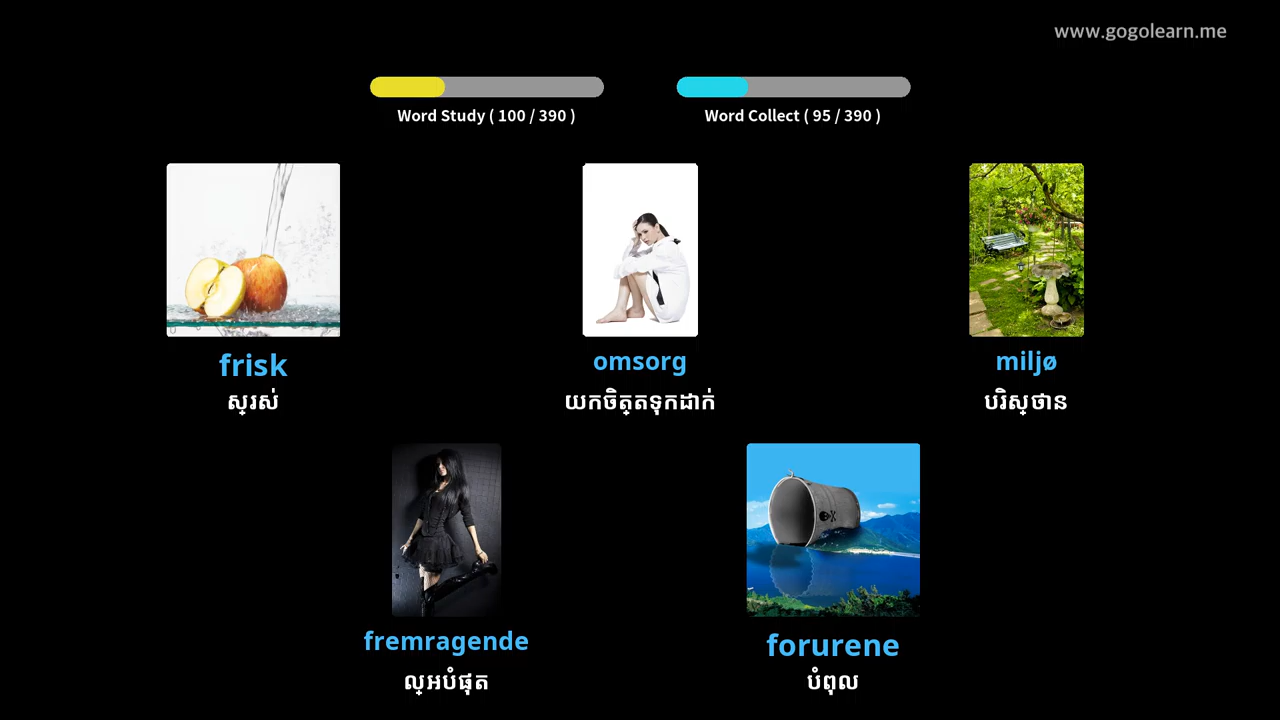 www.gogolearn.me
Word Study ( 100 / 390 )
Word Collect ( 95 / 390 )
frisk
ស្រស់
omsorg
យកចិត្តទុកដាក់
miljø
បរិស្ថាន
fremragende
ល្អបំផុត
forurene
បំពុល